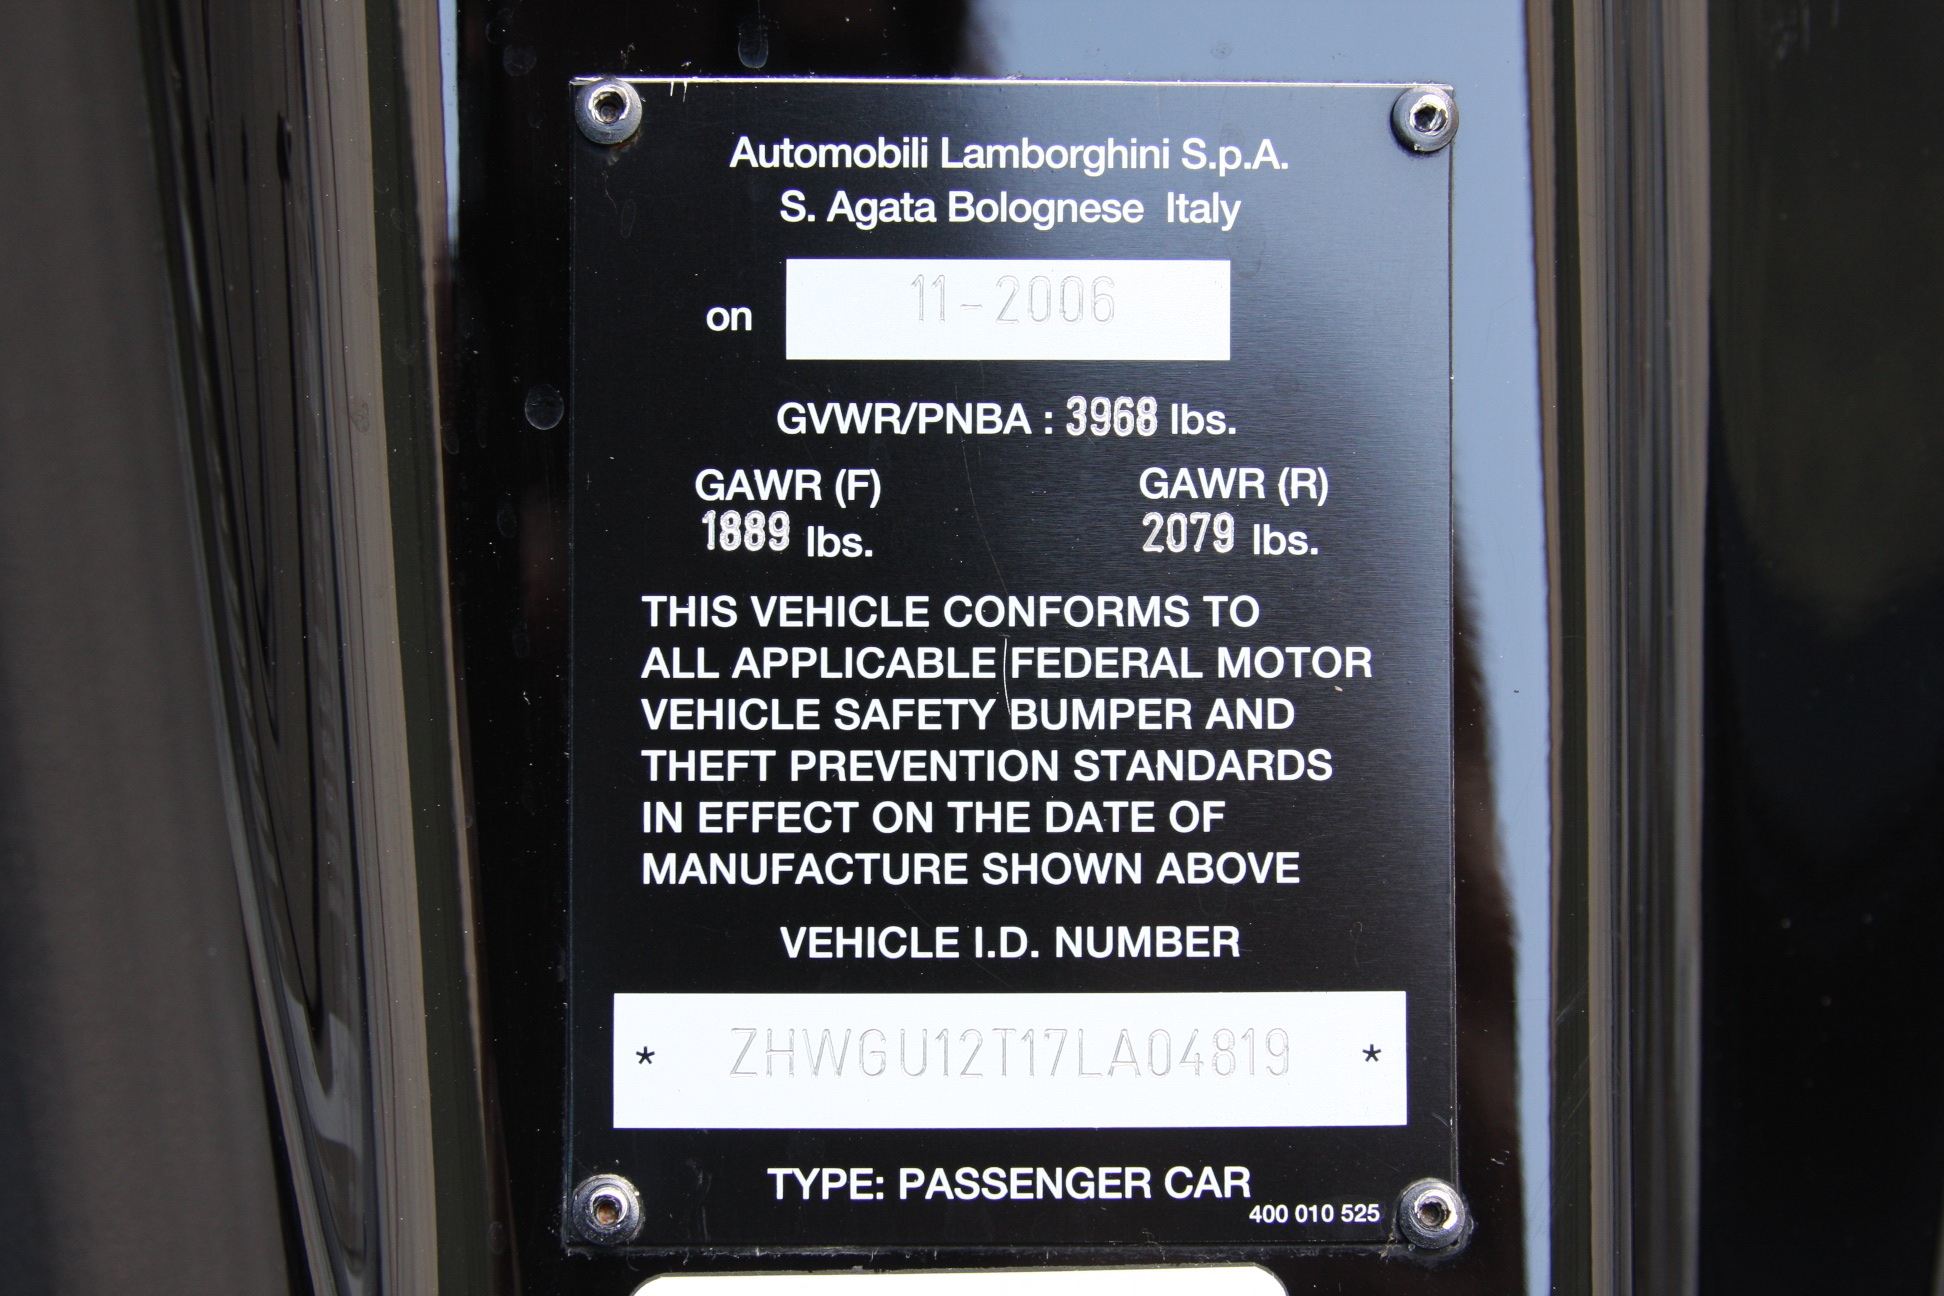 Automobili Lamborghini S.p.A.
S. Agata Bolognese Italy
on 11-2006
GVWR/PNBA : 3968 lbs.
GAWR (F) GAWR (R)
1889 lbs. 2079 lbs.
THIS VEHICLE CONFORMS TO
ALL APPLICABLE FEDERAL MOTOR
VEHICLE SAFETY BUMPER AND
THEFT PREVENTION STANDARDS
IN EFFECT ON THE DATE OF
MANUFACTURE SHOWN ABOVE
VEHICLE I.D. NUMBER
* ZHWGU12T17LA04819 *
TYPE: PASSENGER CAR
400 010 525